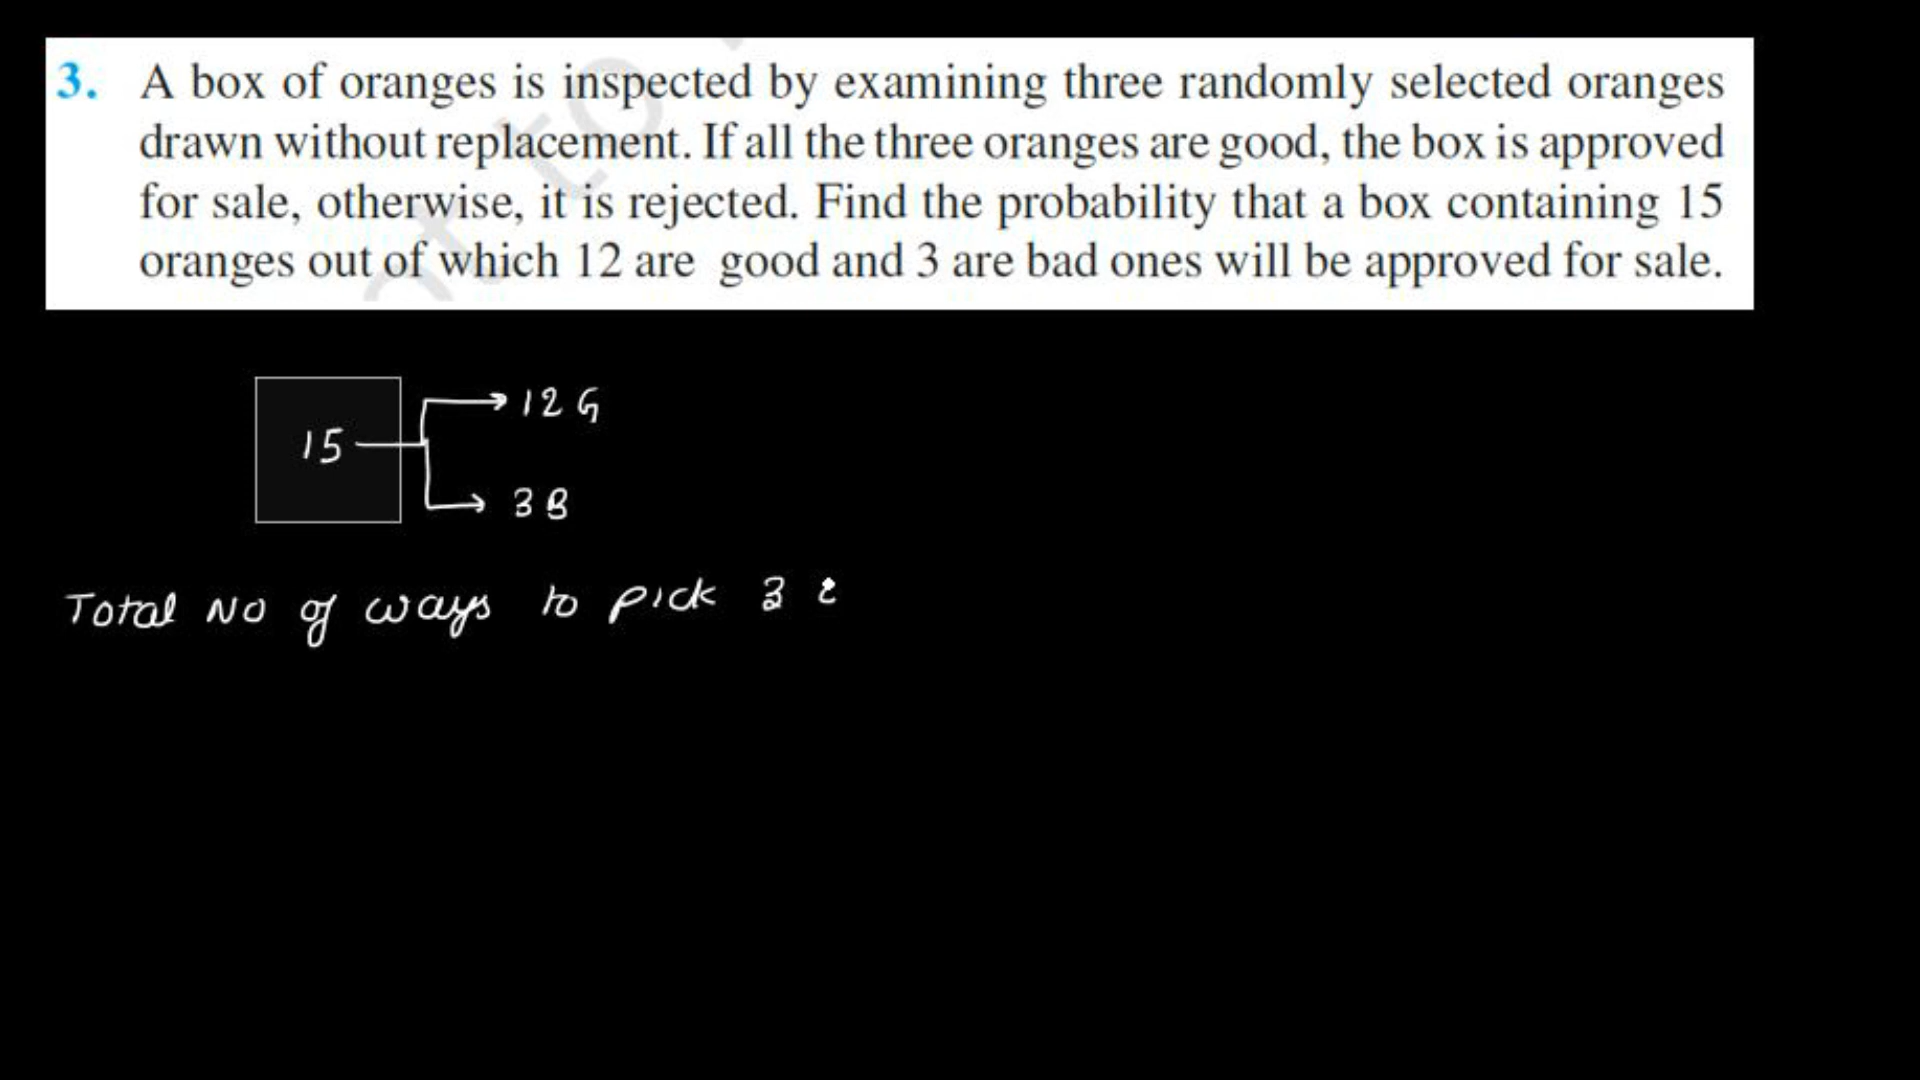 3. A box of oranges is inspected by examining three randomly selected oranges
drawn without replacement. If all the three oranges are good, the box is approved
for sale, otherwise, it is rejected. Find the probability that a box containing 15
oranges out of which 12 are good and 3 are bad ones will be approved for sale.
12 G
15
3 B
Total No of ways to pick 3